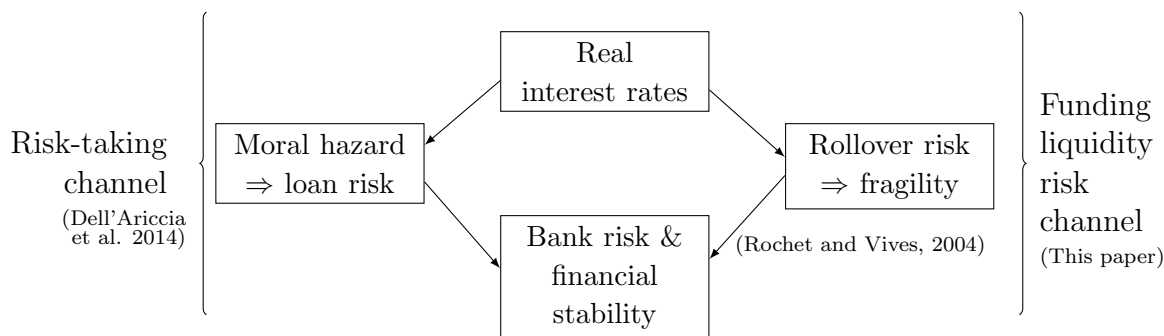 Real
interest rates
Risk-taking
channel
(Dell'Ariccia
et al. 2014)
Moral hazard
⇒ loan risk
Rollover risk
⇒ fragility
Funding
liquidity
risk
channel
(This paper)
Bank risk &
financial
stability
(Rochet and Vives, 2004)